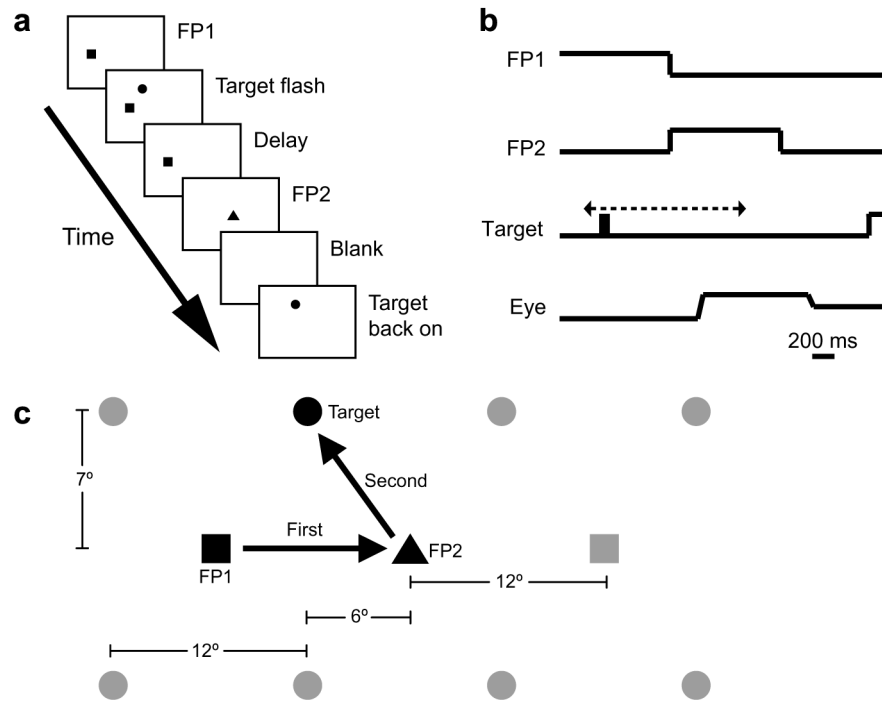 a
FP1
Target flash
Delay
FP2
Blank
Target
back on
Time
b
FP1
FP2
Target
Eye
200 ms
c
Target
7º
Second
First
FP1
FP2
12º
6º
12º